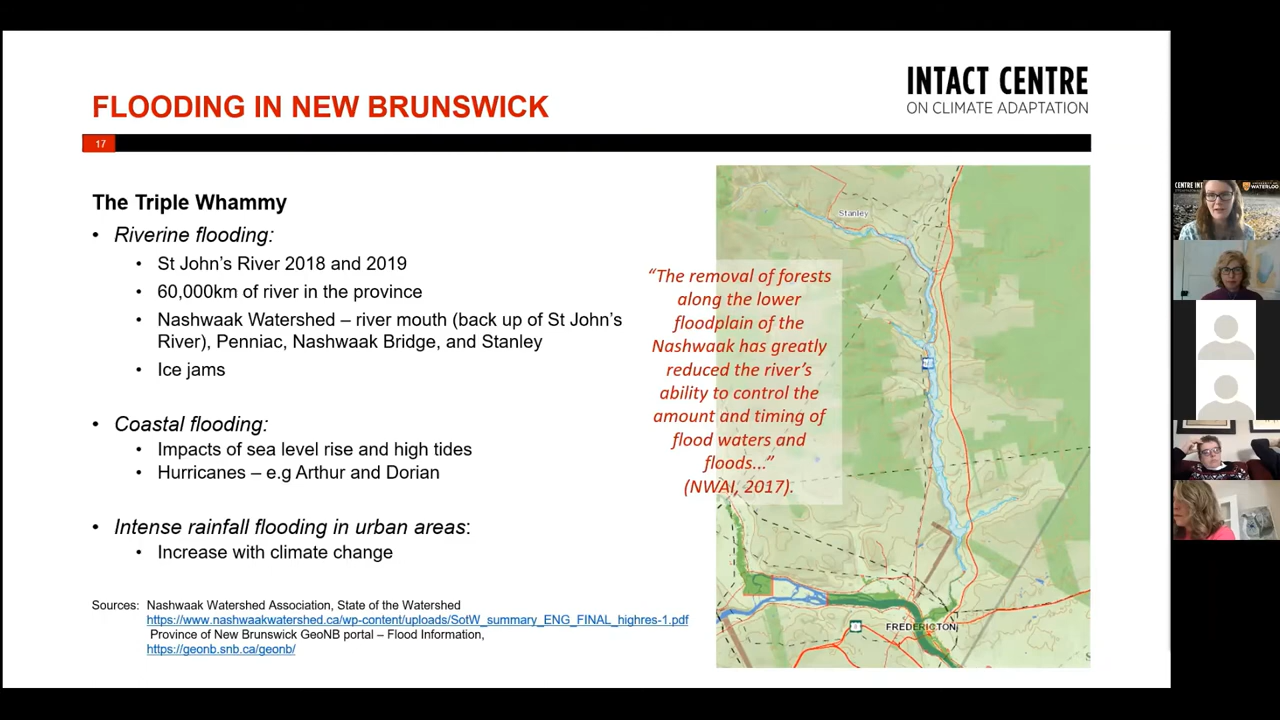 INTACT CENTRE
ON CLIMATE ADAPTATION
FLOODING IN NEW BRUNSWICK
17
The Triple Whammy
• Riverine flooding:
• St John's River 2018 and 2019
• 60,000km of river in the province
• Nashwaak Watershed – river mouth (back up of St John's
River), Penniac, Nashwaak Bridge, and Stanley
• Ice jams
• Coastal flooding:
• Impacts of sea level rise and high tides
• Hurricanes – e.g Arthur and Dorian
• Intense rainfall flooding in urban areas:
• Increase with climate change
Sources: Nashwaak Watershed Association, State of the Watershed
https://www.nashwaakwatershed.ca/wp-content/uploads/SotW_summary_ENG_FINAL_highres-1.pdf
Province of New Brunswick GeoNB portal – Flood Information,
https://geonb.snb.ca/geonb/
Stanley
“The removal of forests
along the lower
floodplain of the
Nashwaak has greatly
reduced the river's
ability to control the
amount and timing of
flood waters and
floods...”
(NWAI, 2017).
FREDERICTON
CENTRE
WATERLOO